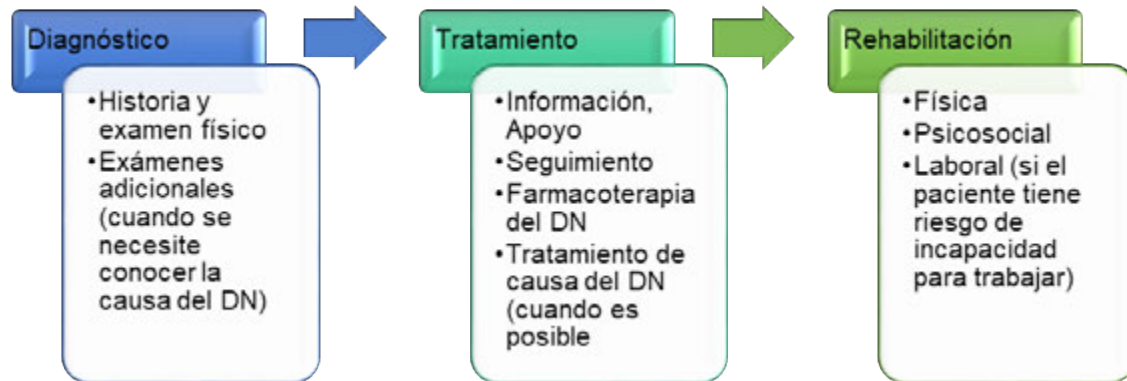 Diagnóstico
•Historia y
examen físico
•Exámenes
adicionales
(cuando se
necesite
conocer la
causa del DN)
Tratamiento
•Información,
Apoyo
•Seguimiento
•Farmacoterapia
del DN
•Tratamiento de
causa del DN
(cuando es
posible
Rehabilitación
•Física
•Psicosocial
•Laboral (si el
paciente tiene
riesgo de
incapacidad
para trabajar)